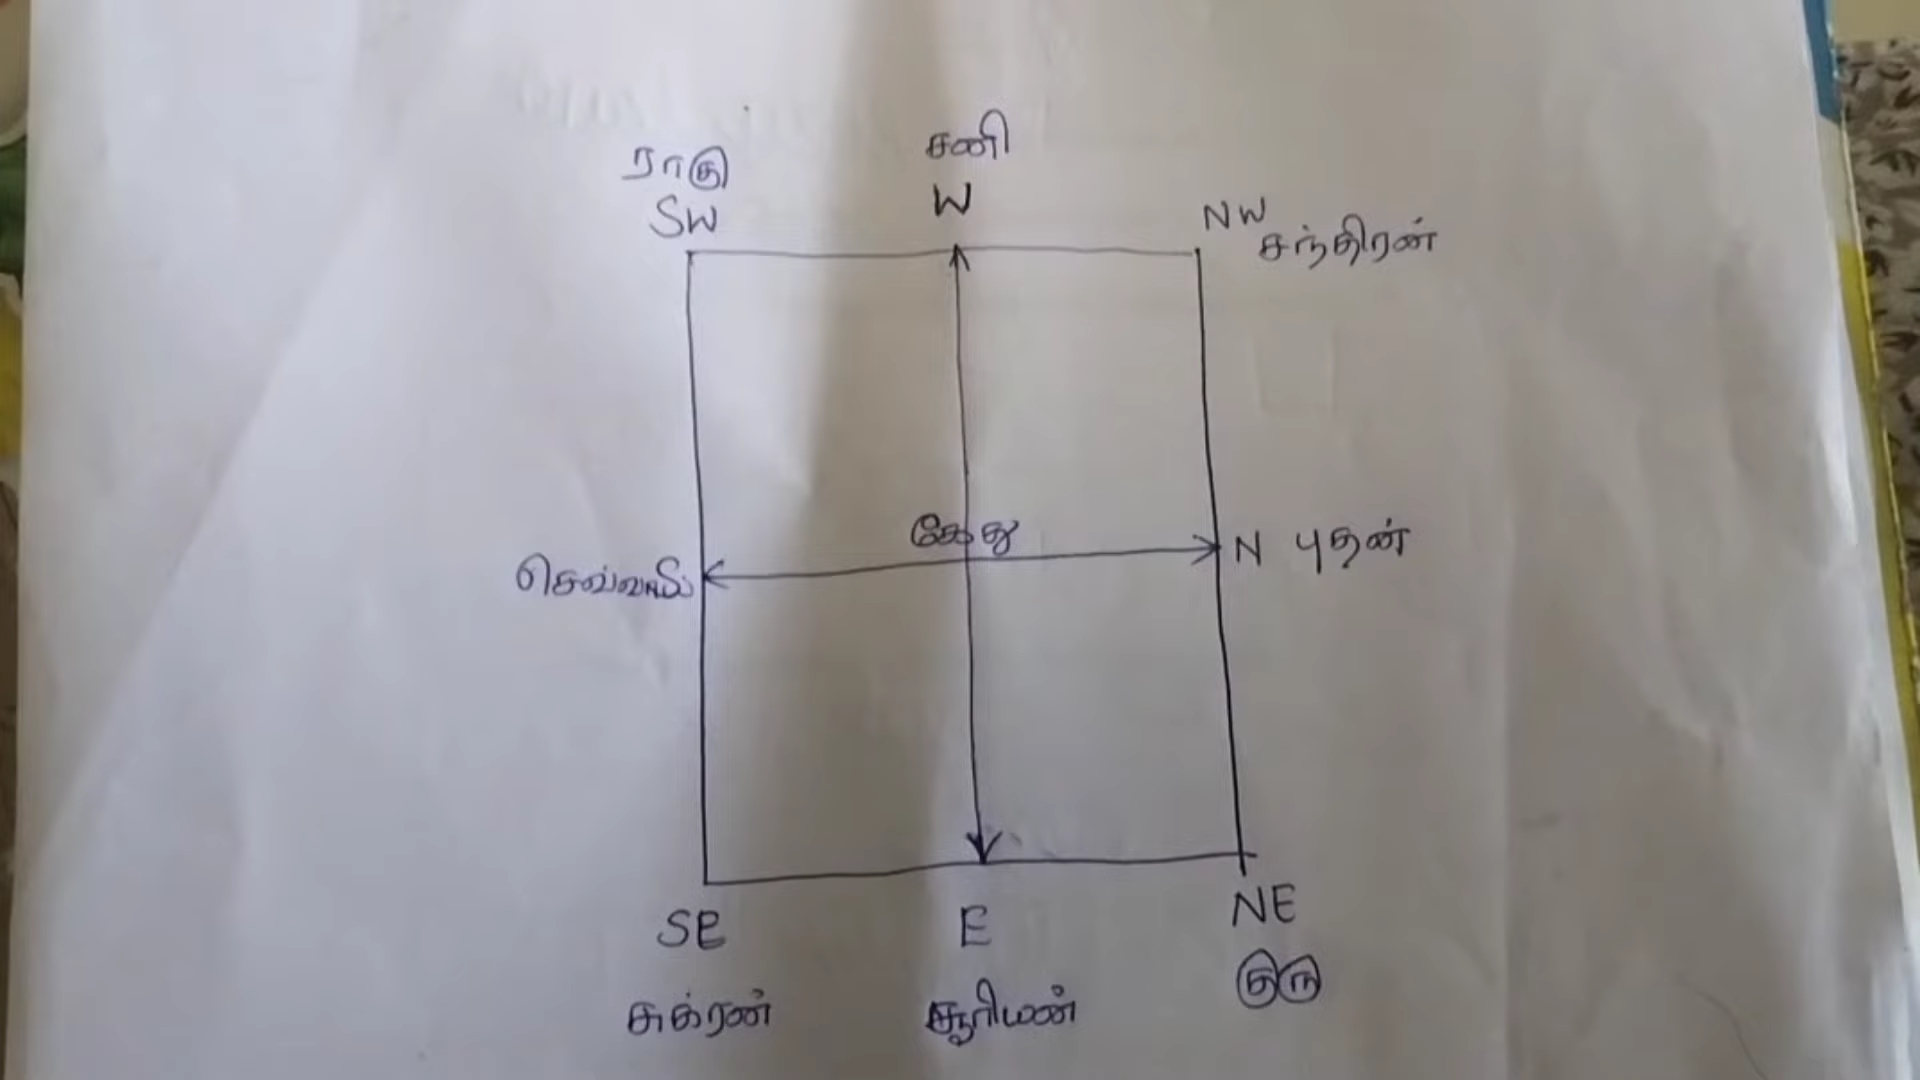 ராகு
SW
சனி
W
NW
சந்திரன்
கேது
செவ்வாய்
N புதன்
SE
சுக்ரன்
E
சூரியன்
NE
குரு